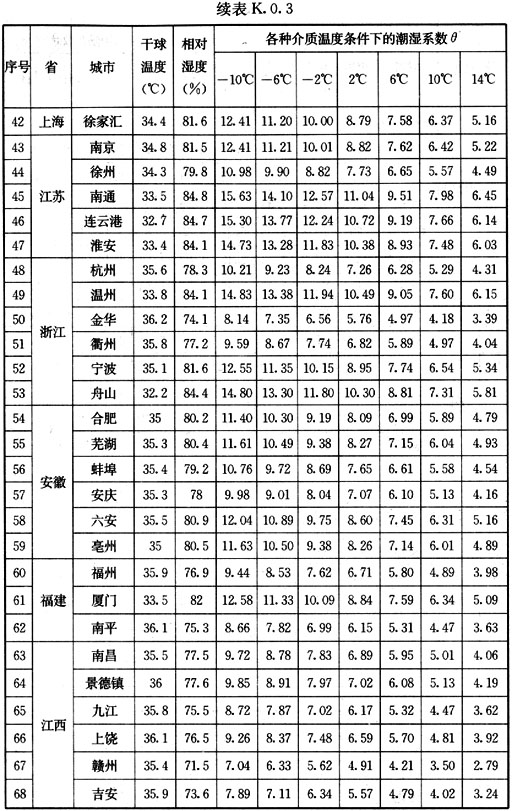 续表 K.0.3
序号 省 城市 干球温度(℃) 相对湿度(%) 各种介质温度条件下的潮湿系数θ
-10℃ -6℃ -2℃ 2℃ 6℃ 10℃ 14℃
42 上海 徐家汇 34.4 81.6 12.41 11.20 10.00 8.79 7.58 6.37 5.16
43 江苏 南京 34.8 81.5 12.41 11.21 10.01 8.82 7.62 6.42 5.22
44 徐州 34.3 79.8 10.98 9.90 8.82 7.73 6.65 5.57 4.49
45 南通 33.5 84.8 15.63 14.10 12.57 11.04 9.51 7.98 6.45
46 连云港 32.7 84.7 15.30 13.77 12.24 10.72 9.19 7.66 6.14
47 淮安 33.4 84.1 14.73 13.28 11.83 10.38 8.93 7.48 6.03
48 浙江 杭州 35.6 78.3 10.21 9.23 8.24 7.26 6.28 5.29 4.31
49 温州 33.8 84.1 14.83 13.38 11.94 10.49 9.05 7.60 6.15
50 金华 36.2 74.1 8.14 7.35 6.56 5.76 4.97 4.18 3.39
51 衢州 35.8 77.2 9.59 8.67 7.74 6.82 5.89 4.97 4.04
52 宁波 35.1 81.6 12.55 11.35 10.15 8.95 7.74 6.54 5.34
53 舟山 32.2 84.4 14.80 13.30 11.80 10.30 8.81 7.31 5.81
54 安徽 合肥 35 80.2 11.40 10.30 9.19 8.09 6.99 5.89 4.79
55 芜湖 35.3 80.4 11.61 10.49 9.38 8.27 7.15 6.04 4.93
56 蚌埠 35.4 79.2 10.76 9.72 8.69 7.65 6.61 5.58 4.54
57 安庆 35.3 78 9.98 9.01 8.04 7.07 6.10 5.13 4.16
58 六安 35.5 80.9 12.04 10.89 9.75 8.60 7.45 6.31 5.16
59 亳州 35 80.5 11.63 10.50 9.38 8.26 7.14 6.01 4.89
60 福建 福州 35.9 76.9 9.44 8.53 7.62 6.71 5.80 4.89 3.98
61 厦门 33.5 82 12.58 11.33 10.09 8.84 7.59 6.34 5.09
62 南平 36.1 75.3 8.66 7.82 6.99 6.15 5.31 4.47 3.63
63 江西 南昌 35.5 77.5 9.72 8.78 7.83 6.89 5.95 5.01 4.06
64 景德镇 36 77.6 9.85 8.91 7.97 7.02 6.08 5.13 4.19
65 九江 35.8 75.5 8.72 7.87 7.02 6.17 5.32 4.47 3.62
66 上饶 36.1 76.5 9.26 8.37 7.48 6.59 5.70 4.81 3.92
67 赣州 35.4 71.5 7.04 6.33 5.62 4.91 4.21 3.50 2.79
68 吉安 35.9 73.6 7.89 7.11 6.34 5.57 4.79 4.02 3.24